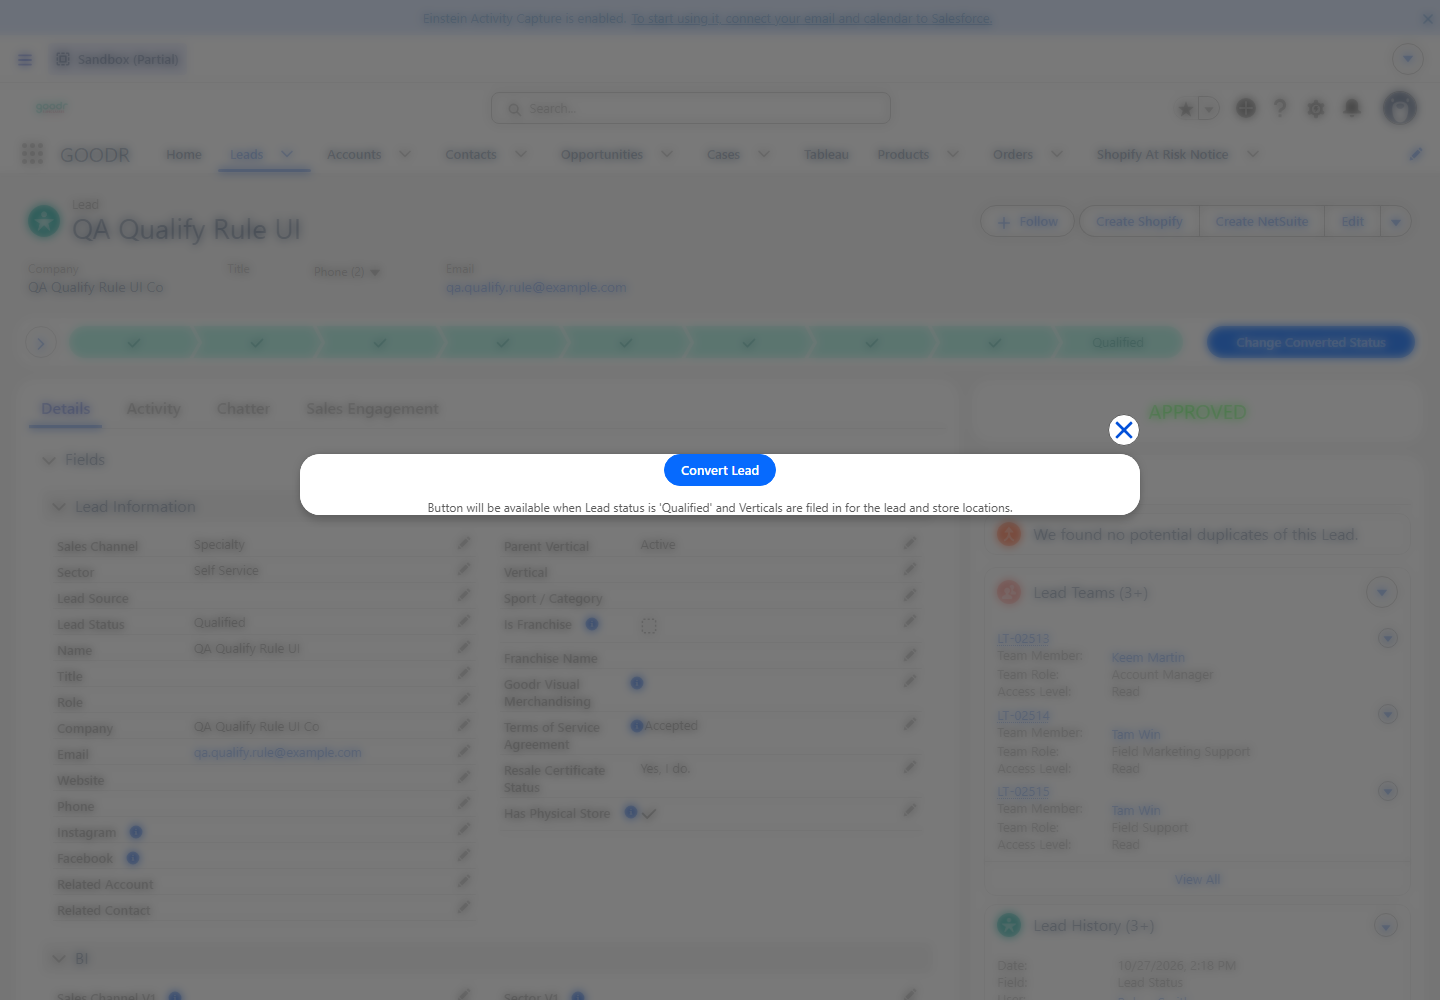 Einstein Activity Capture is enabled. To start using it, connect your email and calendar to Salesforce.
Sandbox (Partial)
goodr
Search...
GOODR Home Leads Accounts Contacts Opportunities Cases Tableau Products Orders Shopify At Risk Notice
Lead
QA Qualify Rule UI
Follow Create Shopify Create NetSuite Edit
Company Title Phone (2) Email
QA Qualify Rule UI Co qa.qualify.rule@example.com
Qualified Change Converted Status
Details Activity Chatter Sales Engagement
APPROVED
Fields
Convert Lead
Button will be available when Lead status is 'Qualified' and Verticals are filed in for the lead and store locations.
Lead Information
Sales Channel Specialty
Sector Self Service
Lead Source
Lead Status Qualified
Name QA Qualify Rule UI
Title
Role
Company QA Qualify Rule UI Co
Email qa.qualify.rule@example.com
Website
Phone
Instagram
Facebook
Related Account
Related Contact
Parent Vertical Active
Vertical
Sport / Category
Is Franchise
Franchise Name
Goodr Visual
Merchandising
Terms of Service Accepted
Agreement
Resale Certificate Yes, I do.
Status
Has Physical Store
BI
Sales Channel V1 Sector V1
We found no potential duplicates of this Lead.
Lead Teams (3+)
LT-02513
Team Member: Keem Martin
Team Role: Account Manager
Access Level: Read
LT-02514
Team Member: Tam Win
Team Role: Field Marketing Support
Access Level: Read
LT-02515
Team Member: Tam Win
Team Role: Field Support
Access Level: Read
View All
Lead History (3+)
Date: 10/27/2026, 2:18 PM
Field: Lead Status